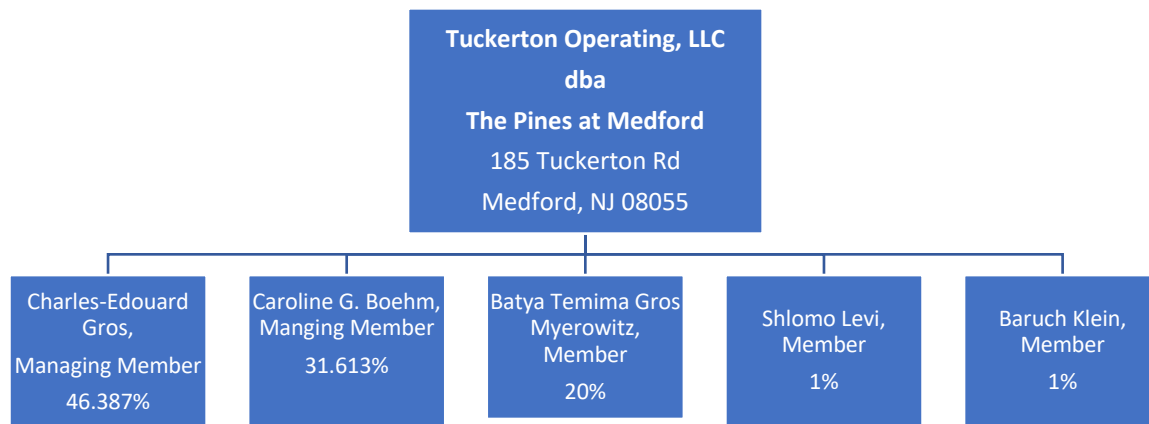 Tuckerton Operating, LLC
dba
The Pines at Medford
185 Tuckerton Rd
Medford, NJ 08055
Charles-Edouard
Gros,
Managing Member
46.387%
Caroline G. Boehm,
Manging Member
31.613%
Batya Temima Gros
Myerowitz,
Member
20%
Shlomo Levi,
Member
1%
Baruch Klein,
Member
1%